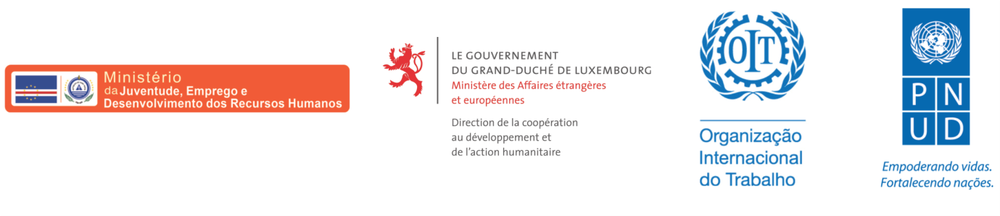 Ministério
da Juventude, Emprego e
Desenvolvimento dos Recursos Humanos
LE GOUVERNEMENT
DU GRAND-DUCHÉ DE LUXEMBOURG
Ministère des Affaires étrangères
et européennes
Direction de la coopération
au développement et
de l'action humanitaire
OIT
Organização
Internacional
do Trabalho
PN
UD
Empoderando vidas.
Fortalecendo nações.